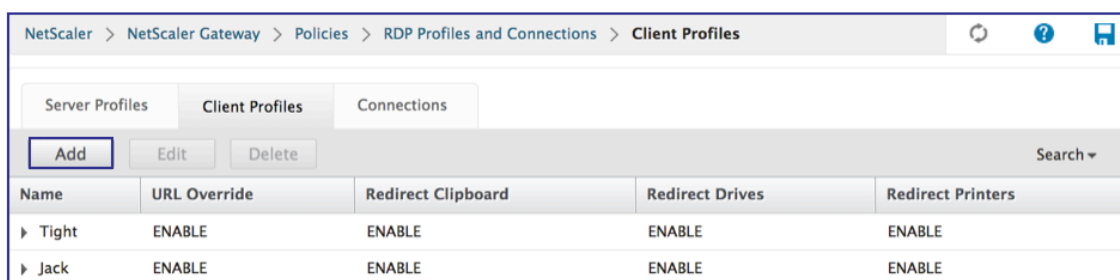 NetScaler > NetScaler Gateway > Policies > RDP Profiles and Connections > Client Profiles
Server Profiles Client Profiles Connections
Add Edit Delete Search
Name URL Override Redirect Clipboard Redirect Drives Redirect Printers
Tight ENABLE ENABLE ENABLE ENABLE
Jack ENABLE ENABLE ENABLE ENABLE